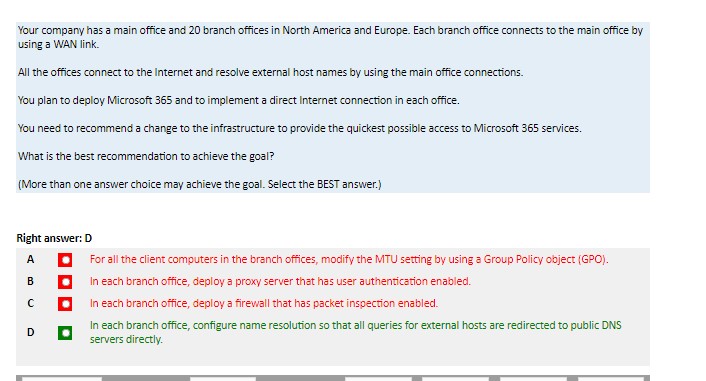 Your company has a main office and 20 branch offices in North America and Europe. Each branch office connects to the main office by
using a WAN link.
All the offices connect to the Internet and resolve external host names by using the main office connections.
You plan to deploy Microsoft 365 and to implement a direct Internet connection in each office.
You need to recommend a change to the infrastructure to provide the quickest possible access to Microsoft 365 services.
What is the best recommendation to achieve the goal?
(More than one answer choice may achieve the goal. Select the BEST answer.)
Right answer: D
A For all the client computers in the branch offices, modify the MTU setting by using a Group Policy object (GPO).
B In each branch office, deploy a proxy server that has user authentication enabled.
C In each branch office, deploy a firewall that has packet inspection enabled.
D In each branch office, configure name resolution so that all queries for external hosts are redirected to public DNS
servers directly.